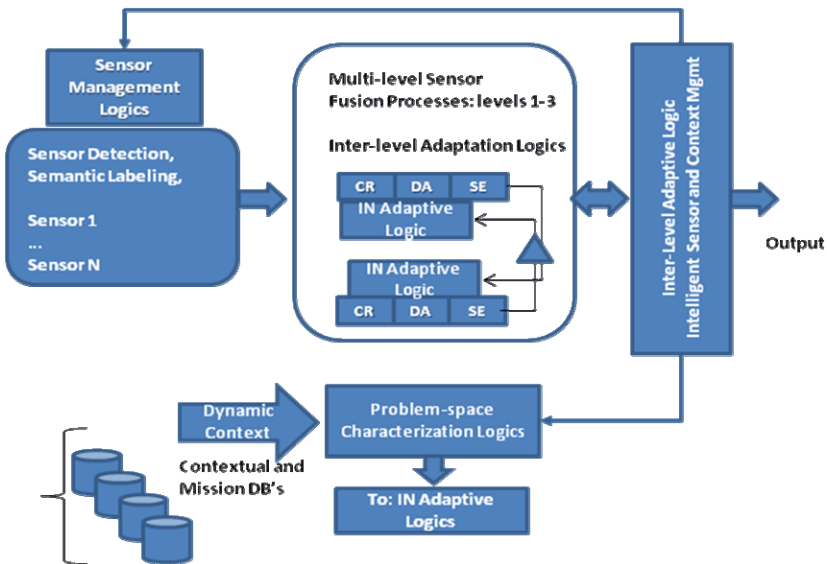 Sensor
Management
Logics
Sensor Detection,
Semantic Labeling,
Sensor 1
...
Sensor N
Multi-level Sensor
Fusion Processes: levels 1-3
Inter-level Adaptation Logics
CR DA SE
IN Adaptive
Logic
IN Adaptive
Logic
CR DA SE
Inter-Level Adaptive Logic
Intelligent Sensor and Context Mgmt
Output
Dynamic
Context
Contextual and
Mission DB's
Problem-space
Characterization Logics
To: IN Adaptive
Logics